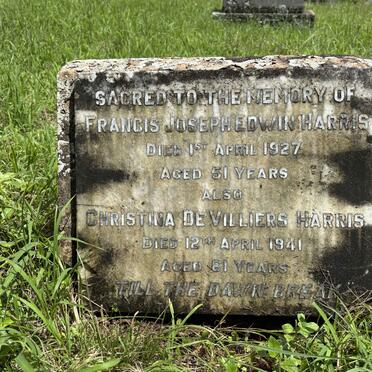 SACRED TO THE MEMORY OF
FRANCIS JOSEPH EDWIN HARRIS
DIED 1ST APRIL 1927
AGED 51 YEARS
ALSO
CHRISTINA DE VILLIERS HARRIS
DIED 12TH APRIL 1941
AGED 61 YEARS
TILL THE DAWN BREAK